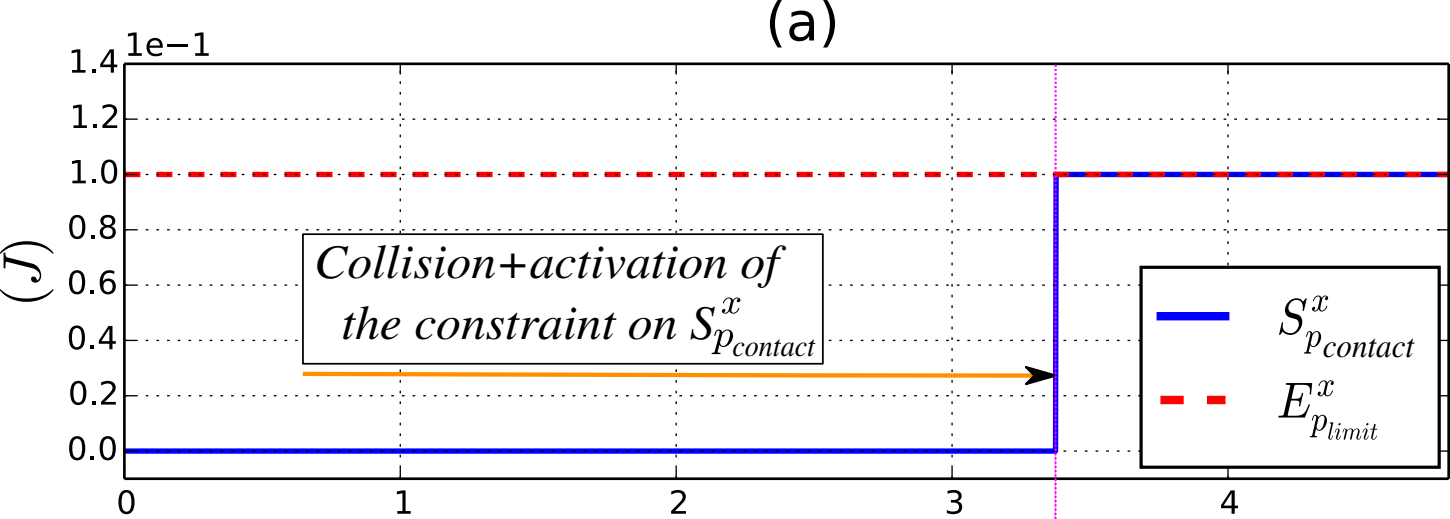 (a)
1e−1
1.4
1.2
1.0
0.8
0.6
0.4
0.2
0.0
(J)
Collision+activation of
the constraint on S^x_{p_{contact}}
S^x_{p_{contact}}
E^x_{p_{limit}}
0 1 2 3 4